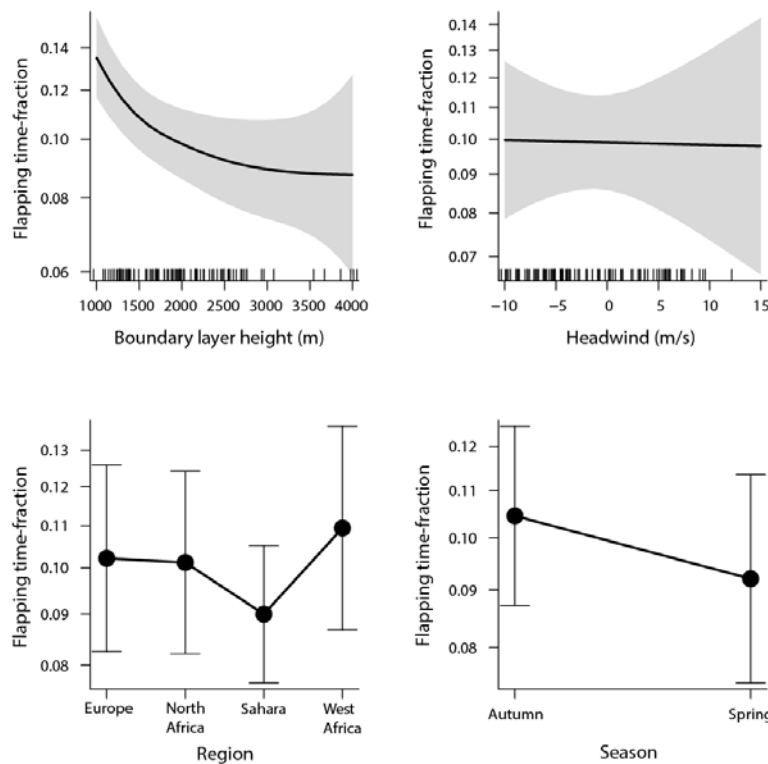 Flapping time-fraction
0.14
0.12
0.10
0.08
0.06
1000 1500 2000 2500 3000 3500 4000
Boundary layer height (m)
Flapping time-fraction
0.14
0.13
0.12
0.11
0.10
0.09
0.08
0.07
−10 −5 0 5 10 15
Headwind (m/s)
Flapping time-fraction
0.13
0.12
0.11
0.10
0.09
0.08
Europe North Africa Sahara West Africa
Region
Flapping time-fraction
0.12
0.11
0.10
0.09
0.08
Autumn Spring
Season